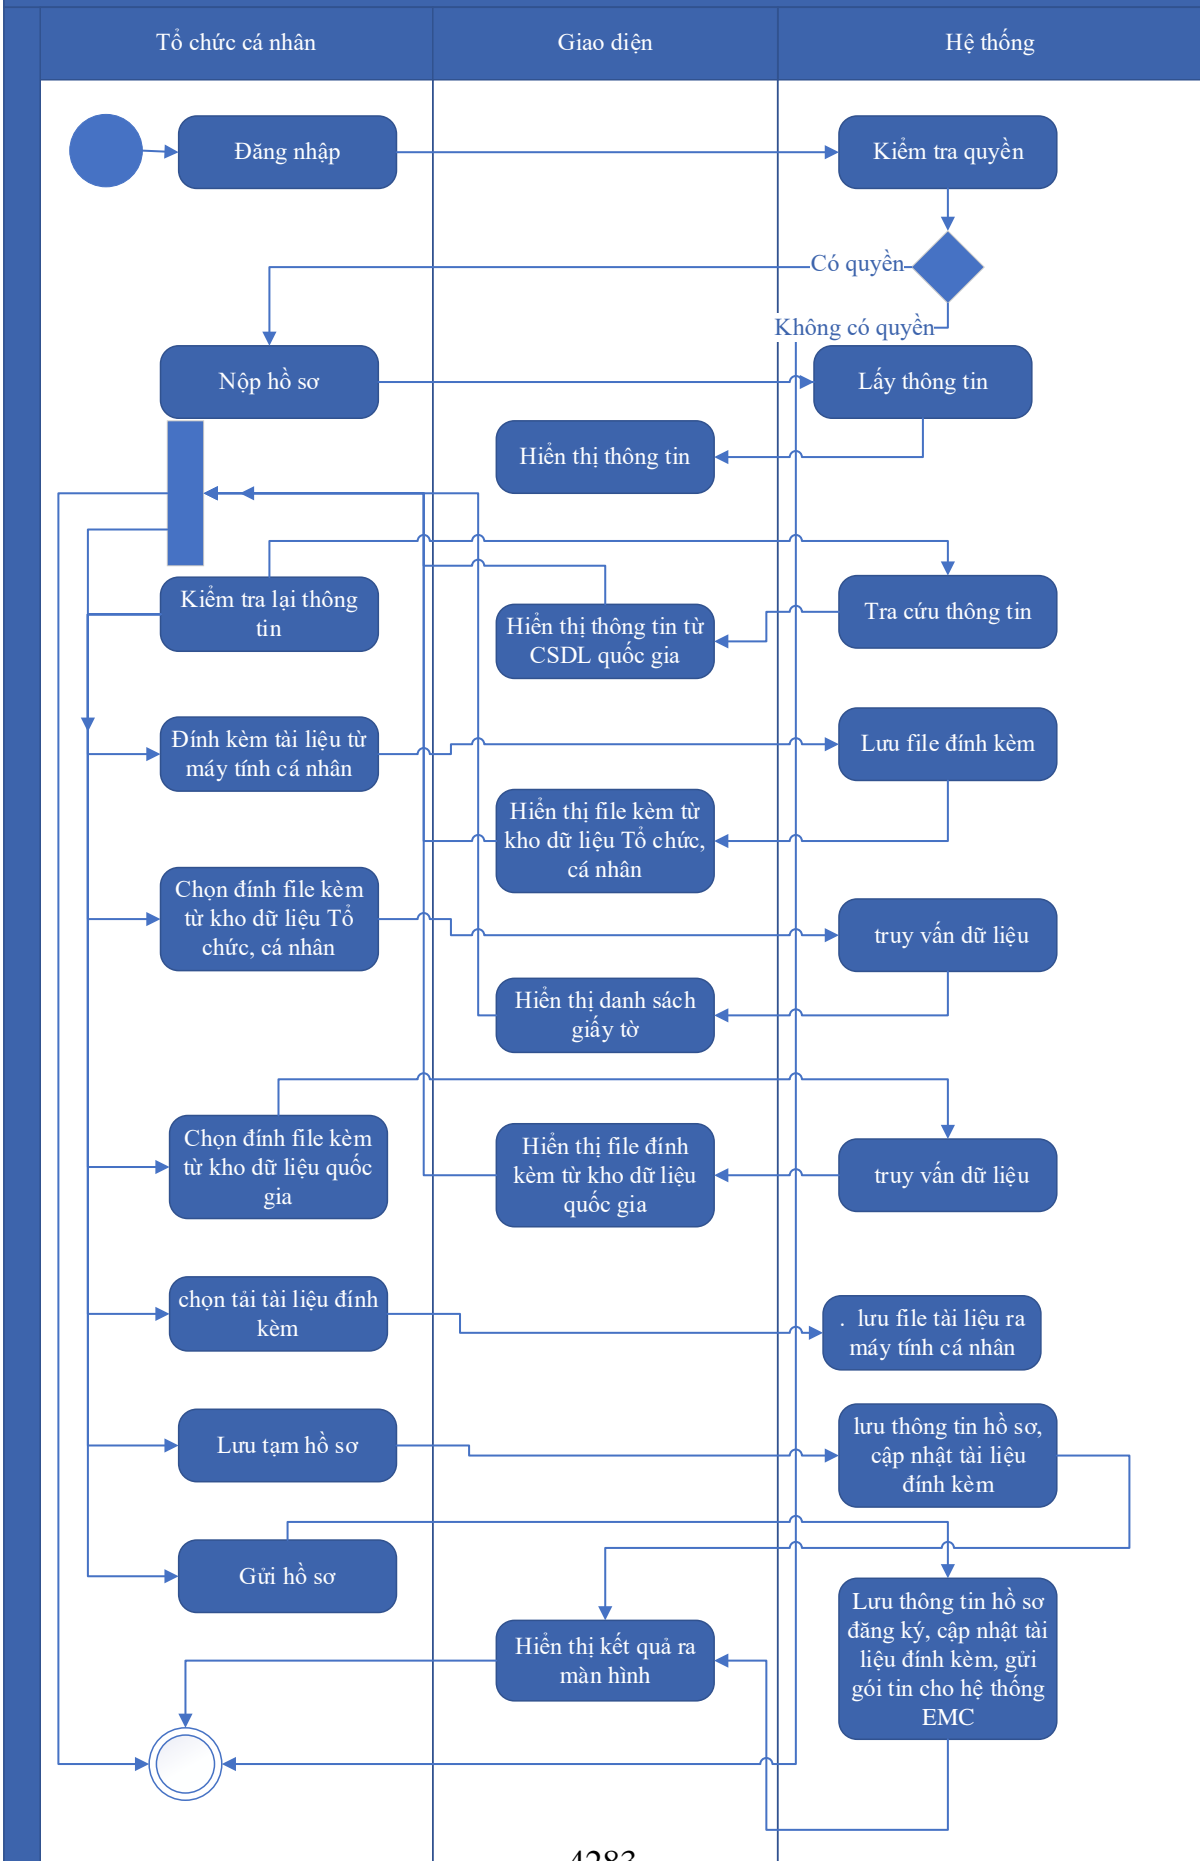 Tổ chức cá nhân
Giao diện
Hệ thống
Đăng nhập
Kiểm tra quyền
Có quyền
Không có quyền
Nộp hồ sơ
Lấy thông tin
Hiển thị thông tin
Kiểm tra lại thông
tin
Hiển thị thông tin từ
CSDL quốc gia
Tra cứu thông tin
Đính kèm tài liệu từ
máy tính cá nhân
Lưu file đính kèm
Hiển thị file kèm từ
kho dữ liệu Tổ chức,
cá nhân
Chọn đính file kèm
từ kho dữ liệu Tổ
chức, cá nhân
truy vấn dữ liệu
Hiển thị danh sách
giấy tờ
Chọn đính file kèm
từ kho dữ liệu quốc
gia
Hiển thị file đính
kèm từ kho dữ liệu
quốc gia
truy vấn dữ liệu
chọn tải tài liệu đính
kèm
. lưu file tài liệu ra
máy tính cá nhân
Lưu tạm hồ sơ
lưu thông tin hồ sơ,
cập nhật tài liệu
đính kèm
Gửi hồ sơ
Hiển thị kết quả ra
màn hình
Lưu thông tin hồ sơ
đăng ký, cập nhật tài
liệu đính kèm, gửi
gói tin cho hệ thống
EMC
4283